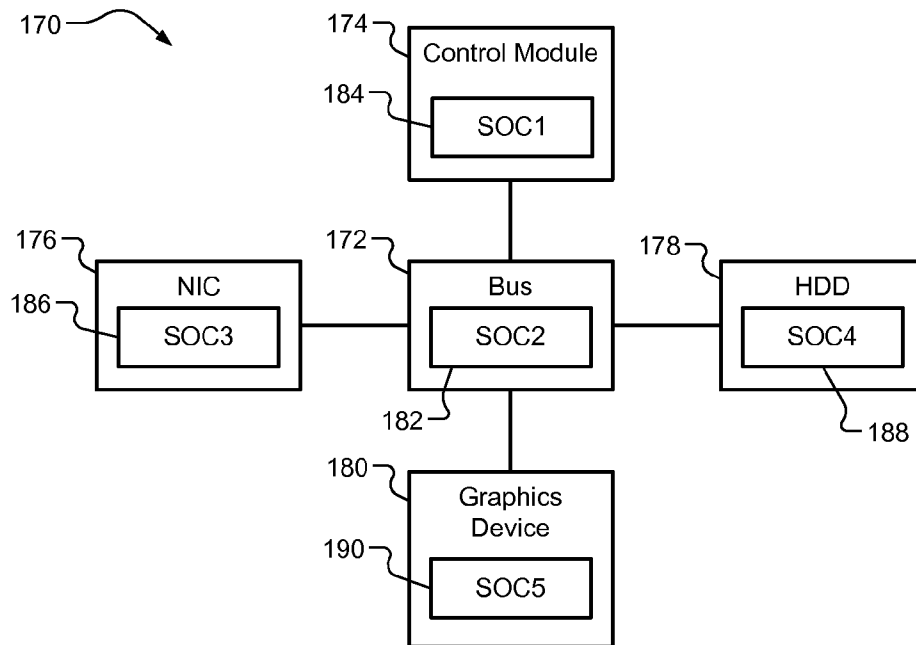 170
174
Control Module
184
SOC1
176
NIC
186
SOC3
172
Bus
SOC2
182
178
HDD
SOC4
188
180
Graphics
Device
190
SOC5